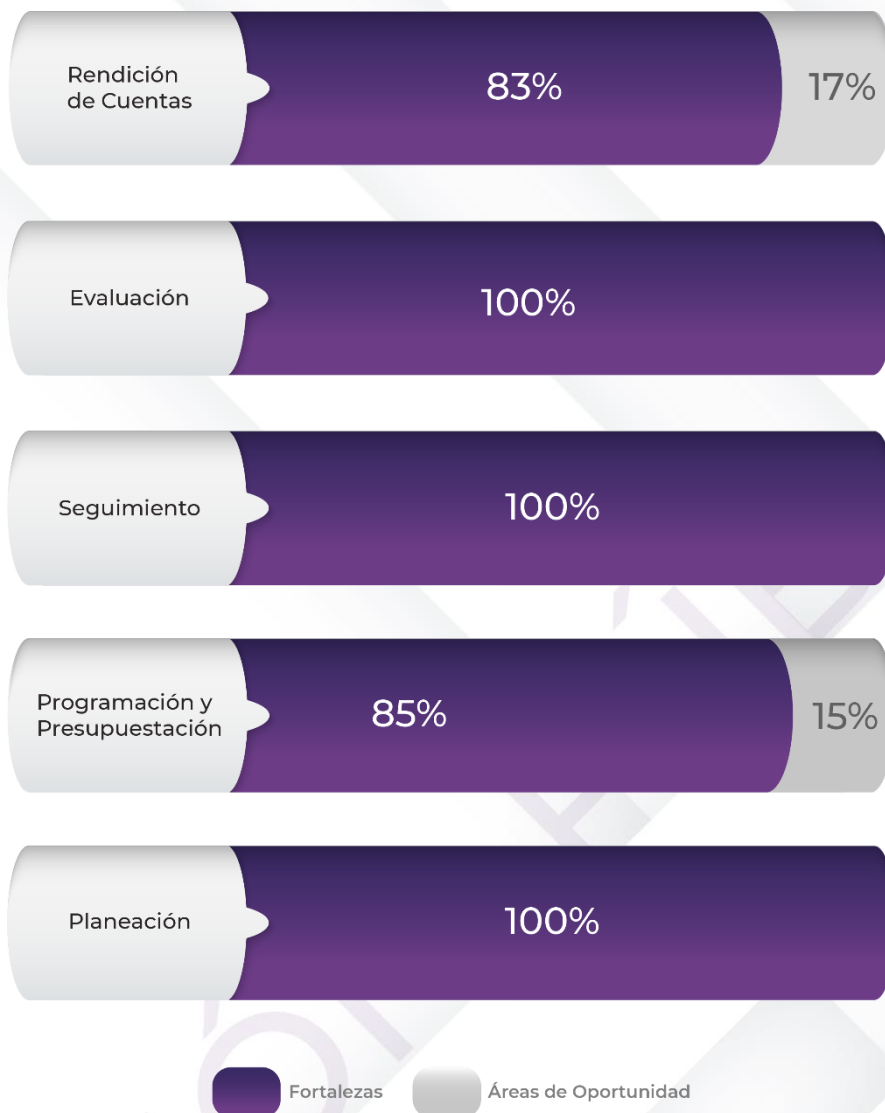 Rendición
de Cuentas
83%
17%
Evaluación
100%
Seguimiento
100%
Programación y
Presupuestación
85%
15%
Planeación
100%
Fortalezas
Áreas de Oportunidad